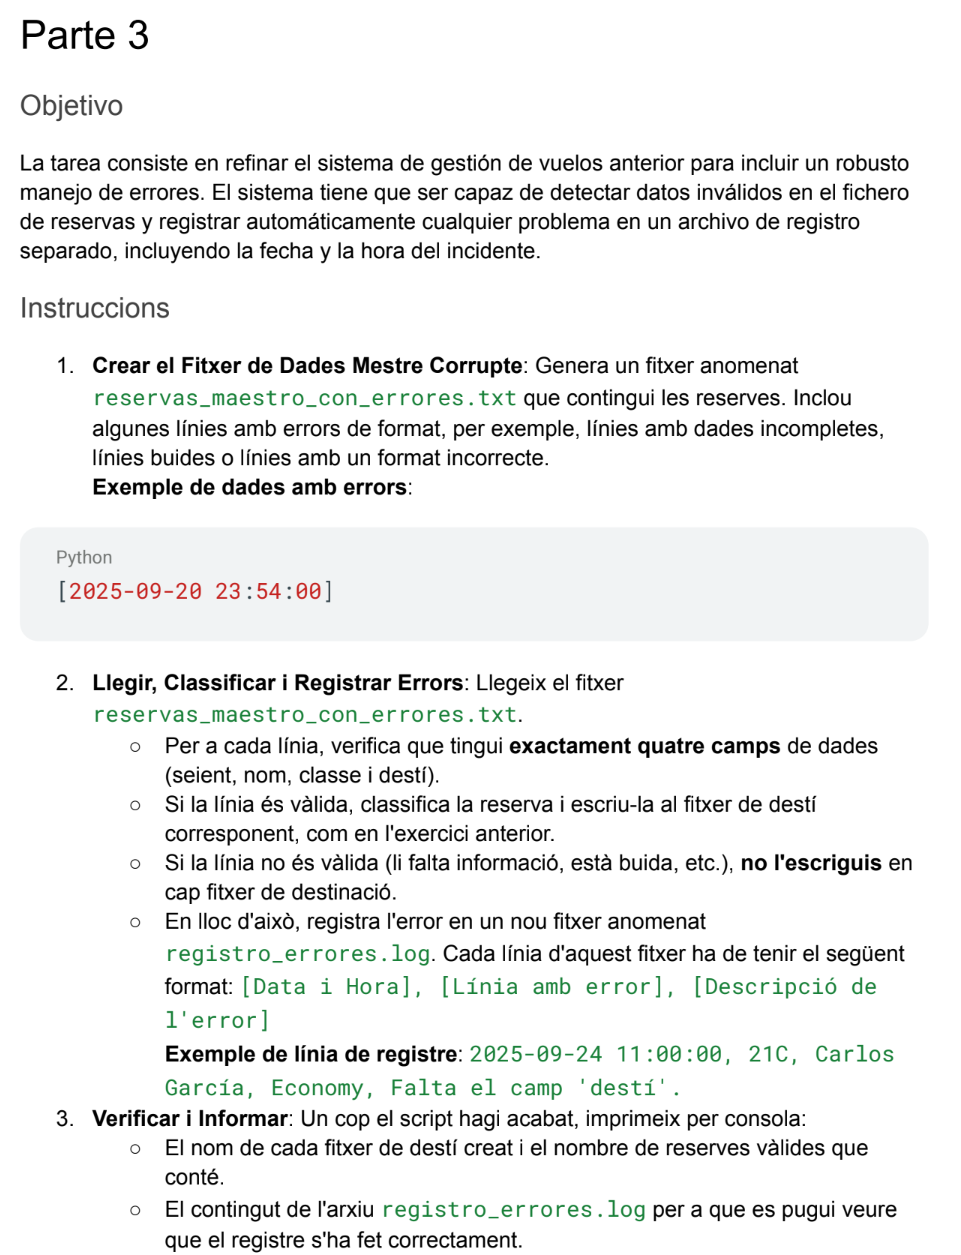 Parte 3
Objetivo
La tarea consiste en refinar el sistema de gestión de vuelos anterior para incluir un robusto
manejo de errores. El sistema tiene que ser capaz de detectar datos inválidos en el fichero
de reservas y registrar automáticamente cualquier problema en un archivo de registro
separado, incluyendo la fecha y la hora del incidente.
Instruccions
1. Crear el Fitxer de Dades Mestre Corrupte: Genera un fitxer anomenat
reservas_maestro_con_errores.txt que contingui les reserves. Inclou
algunes línies amb errors de format, per exemple, línies amb dades incompletes,
línies buides o línies amb un format incorrecte.
Exemple de dades amb errors:
Python
[2025-09-20 23:54:00]
2. Llegir, Classificar i Registrar Errors: Llegeix el fitxer
reservas_maestro_con_errores.txt.
○ Per a cada línia, verifica que tingui exactament quatre camps de dades
(seient, nom, classe i destí).
○ Si la línia és vàlida, classifica la reserva i escriu-la al fitxer de destí
corresponent, com en l'exercici anterior.
○ Si la línia no és vàlida (li falta informació, està buida, etc.), no l'escriguis en
cap fitxer de destinació.
○ En lloc d'això, registra l'error en un nou fitxer anomenat
registro_errores.log. Cada línia d'aquest fitxer ha de tenir el següent
format: [Data i Hora], [Línia amb error], [Descripció de
l'error]
Exemple de línia de registre: 2025-09-24 11:00:00, 21C, Carlos
García, Economy, Falta el camp 'destí'.
3. Verificar i Informar: Un cop el script hagi acabat, imprimeix per consola:
○ El nom de cada fitxer de destí creat i el nombre de reserves vàlides que
conté.
○ El contingut de l'arxiu registro_errores.log per a que es pugui veure
que el registre s'ha fet correctament.